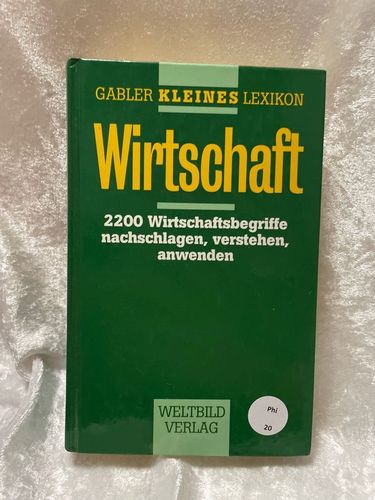 GABLER KLEINES LEXIKON
Wirtschaft
2200 Wirtschaftsbegriffe
nachschlagen, verstehen,
anwenden
WELTBILD
VERLAG
Phi
20